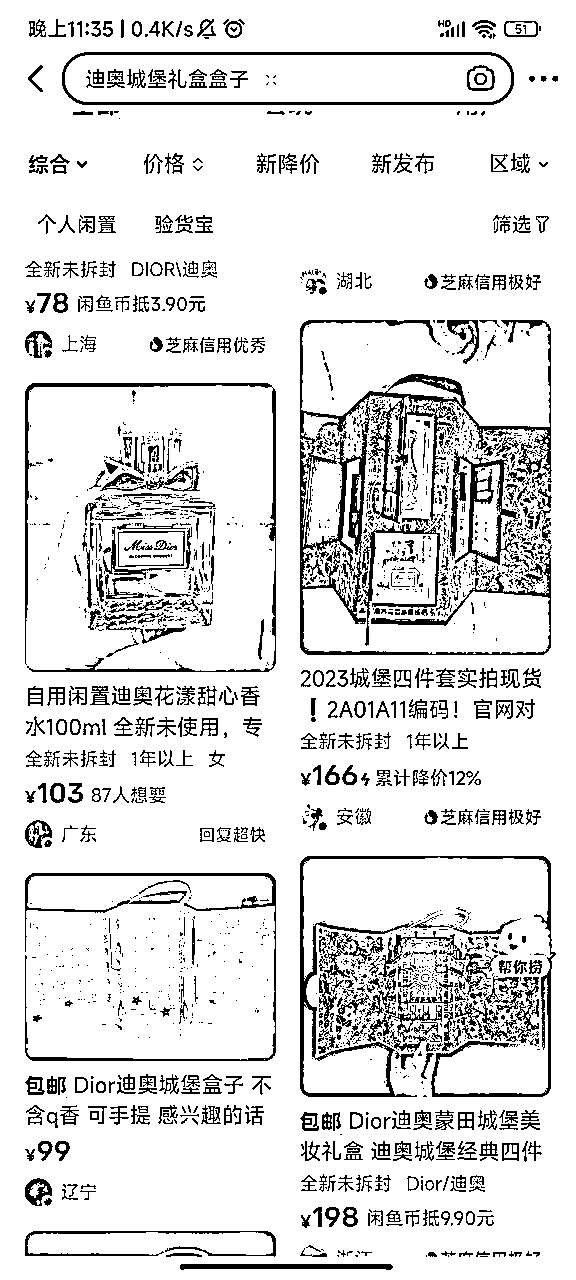 晚上11:35 | 0.4K/s
HD 51
迪奥城堡礼盒盒子
综合 价格 新降价 新发布 区域
个人闲置 验货宝 筛选
全新未拆封 DIOR\迪奥
¥78 闲鱼币抵3.90元
上海 芝麻信用优秀
Miss Dior
自用闲置迪奥花漾甜心香
水100ml 全新未使用，专
全新未拆封 1年以上 女
¥103 87人想要
广东 回复超快
包邮 Dior迪奥城堡盒子 不
含q香 可手提 感兴趣的话
¥99
辽宁
湖北 芝麻信用极好
2023城堡四件套实拍现货
！2A01A11编码！官网对
全新未拆封 1年以上
¥166 累计降价12%
安徽 芝麻信用极好
帮你捞
包邮 Dior迪奥蒙田城堡美
妆礼盒 迪奥城堡经典四件
全新未拆封 Dior/迪奥
¥198 闲鱼币抵9.90元